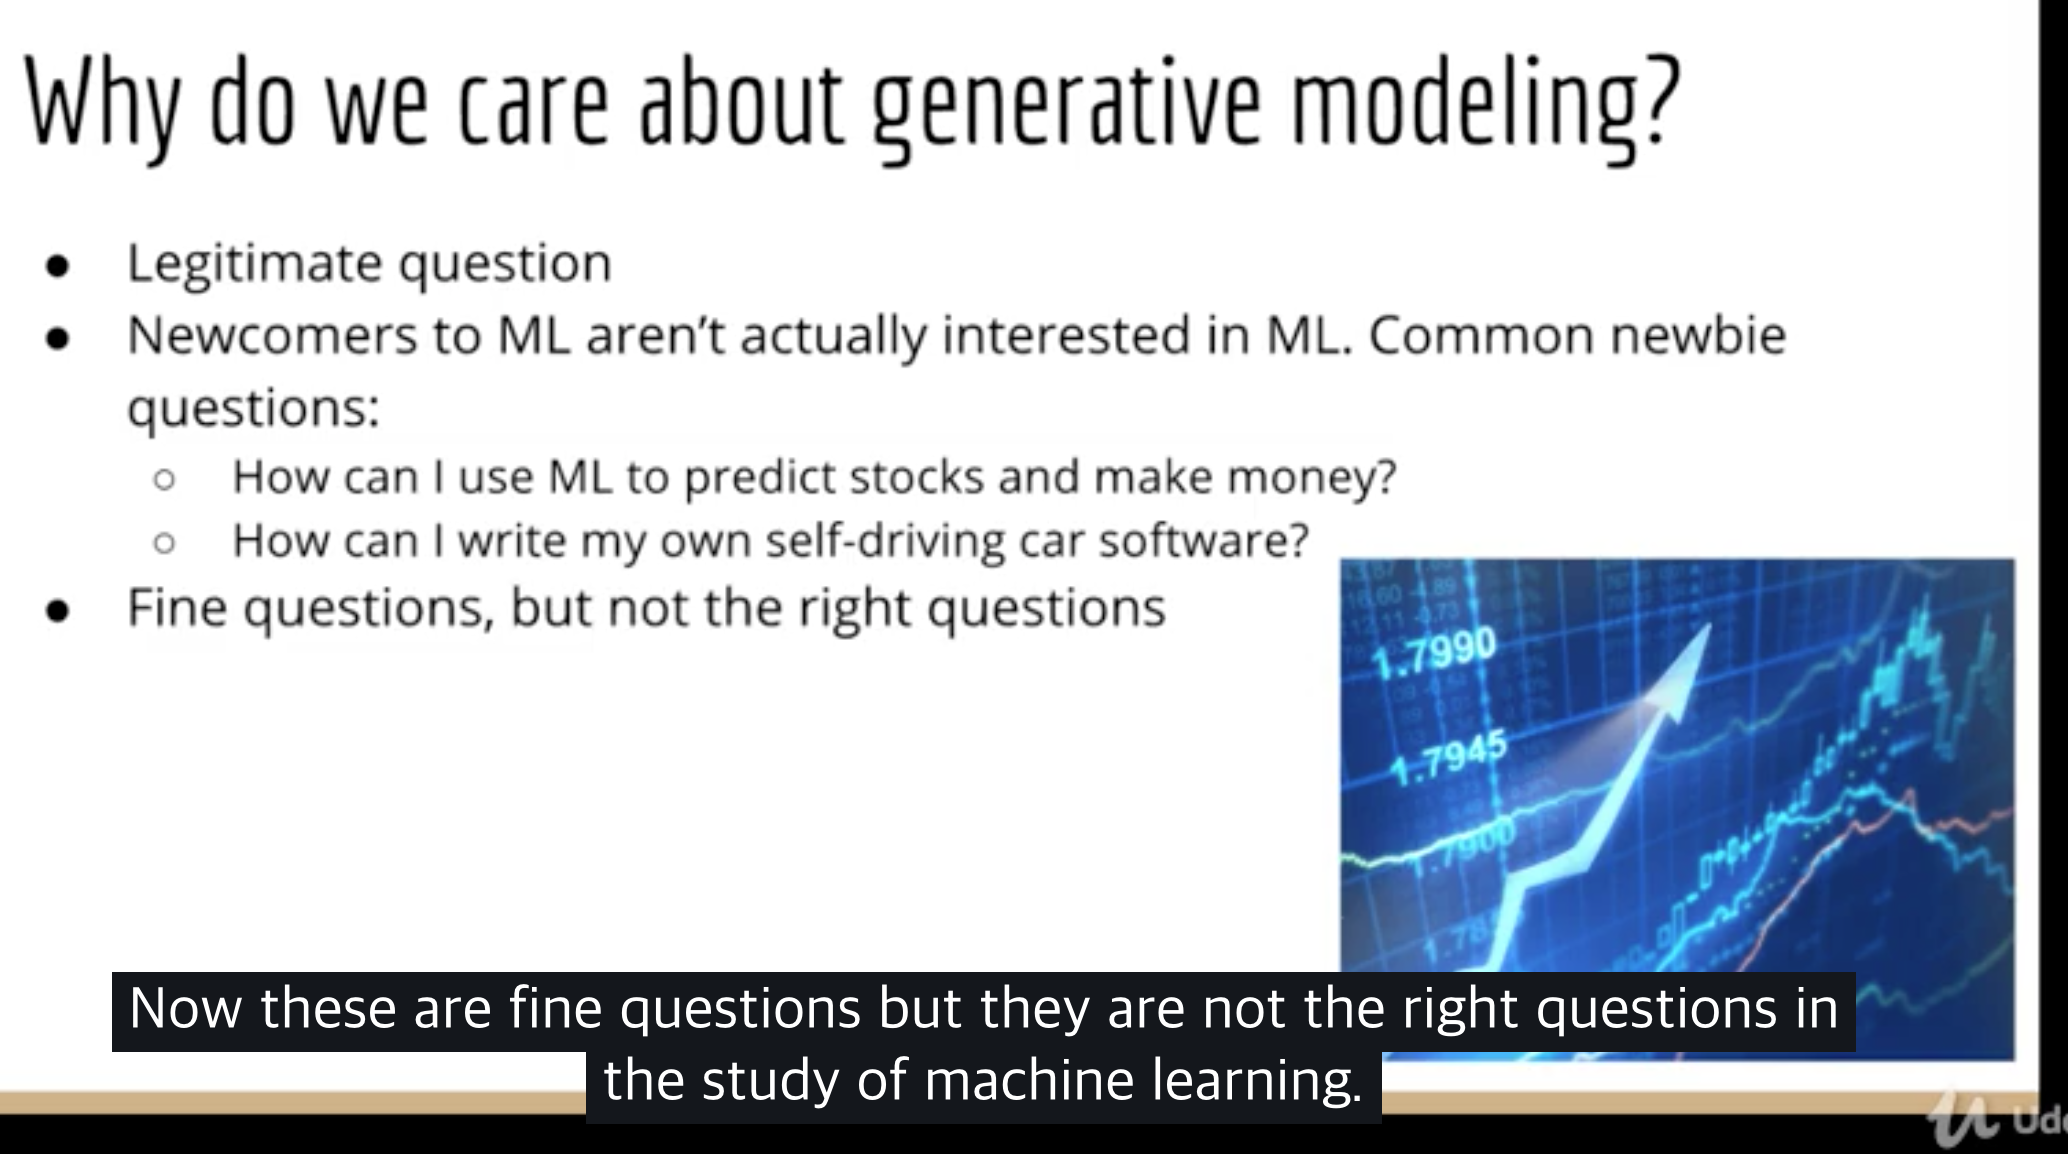 Why do we care about generative modeling?
● Legitimate question
● Newcomers to ML aren’t actually interested in ML. Common newbie
questions:
○ How can I use ML to predict stocks and make money?
○ How can I write my own self-driving car software?
● Fine questions, but not the right questions
1.7990
1.7945
1.7900
Now these are fine questions but they are not the right questions in
the study of machine learning.